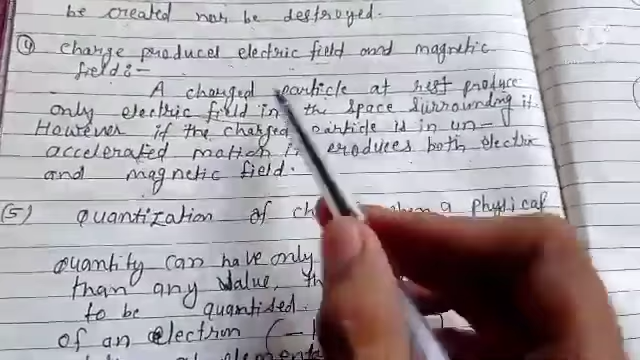 be created nor be destroyed.
(4) charge produces electric field and magnetic
field:-
A charged particle at rest produce
only electric field in the space surrounding it.
However if the charged particle is in un-
accelerated motion it produces both electric
and magnetic field.
(5) Quantization of a physical
quantity can have only
than any value, th
to be quantised.
of an electron (-